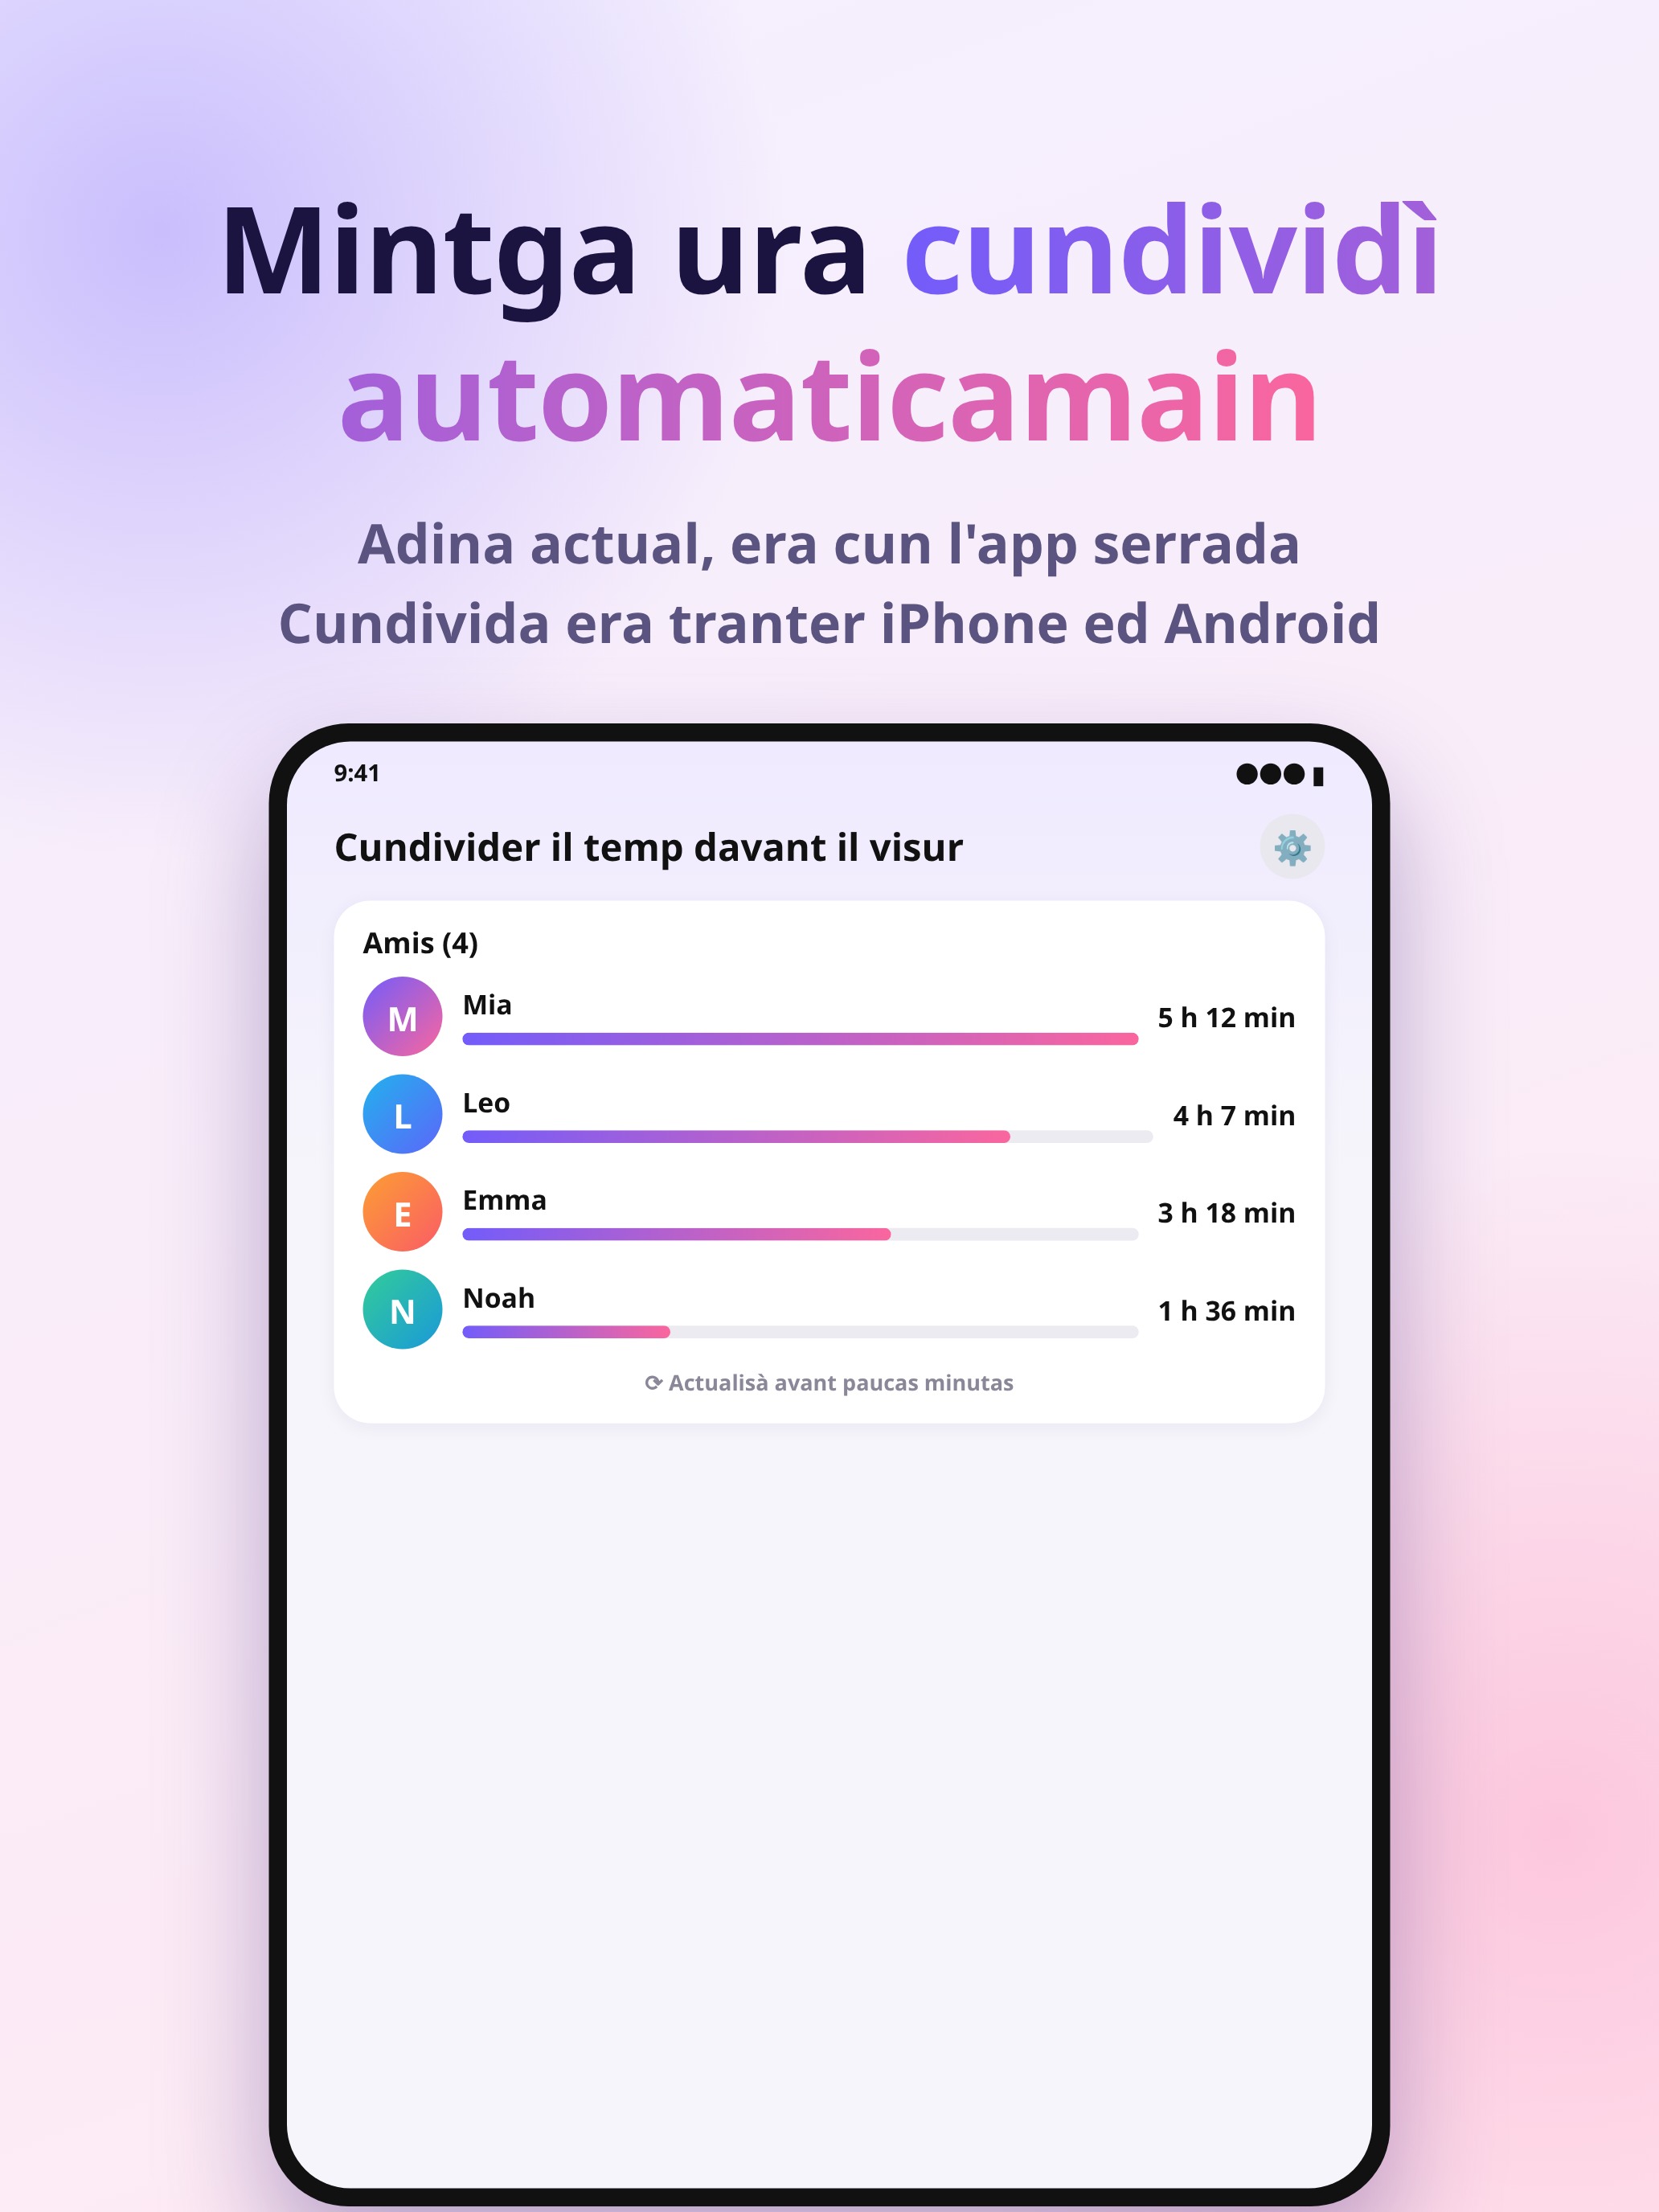 Mintga ura cundividì
automaticamain
Adina actual, era cun l'app serrada
Cundivida era tranter iPhone ed Android
9:41
Cundivider il temp davant il visur
Amis (4)
M
Mia
5 h 12 min
L
Leo
4 h 7 min
E
Emma
3 h 18 min
N
Noah
1 h 36 min
⟳ Actualisà avant paucas minutas